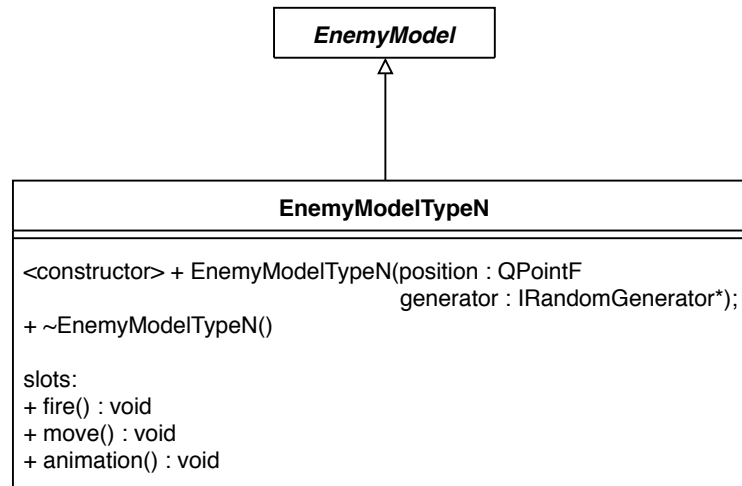 EnemyModel
EnemyModelTypeN
<constructor> + EnemyModelTypeN(position : QPointF
generator : IRandomGenerator*);
+ ~EnemyModelTypeN()
slots:
+ fire() : void
+ move() : void
+ animation() : void